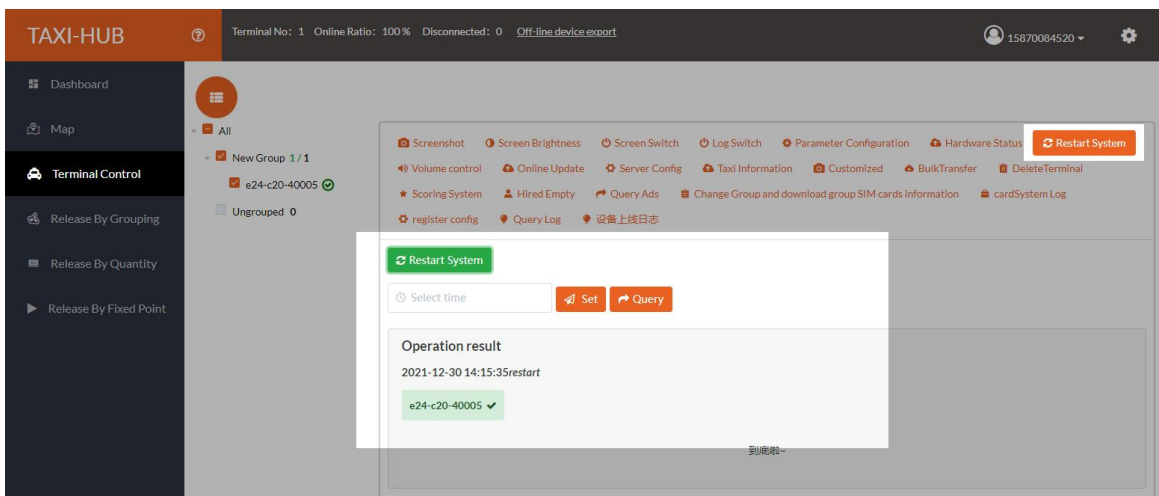 TAXI-HUB
Terminal No: 1 Online Ratio: 100% Disconnected: 0 Off-line device export
15870084520
Dashboard
Map
Terminal Control
Release By Grouping
Release By Quantity
Release By Fixed Point
All
New Group 1/1
e24-c20-40005
Ungrouped 0
Screenshot Screen Brightness Screen Switch Log Switch Parameter Configuration Hardware Status Restart System
Volume control Online Update Server Config Taxi Information Customized BulkTransfer DeleteTerminal
Scoring System Hired Empty Query Ads Change Group and download group SIM cards information cardSystem Log
register config Query Log 设备上线日志
Restart System
Select time Set Query
Operation result
2021-12-30 14:15:35restart
e24-c20-40005
到底啦~